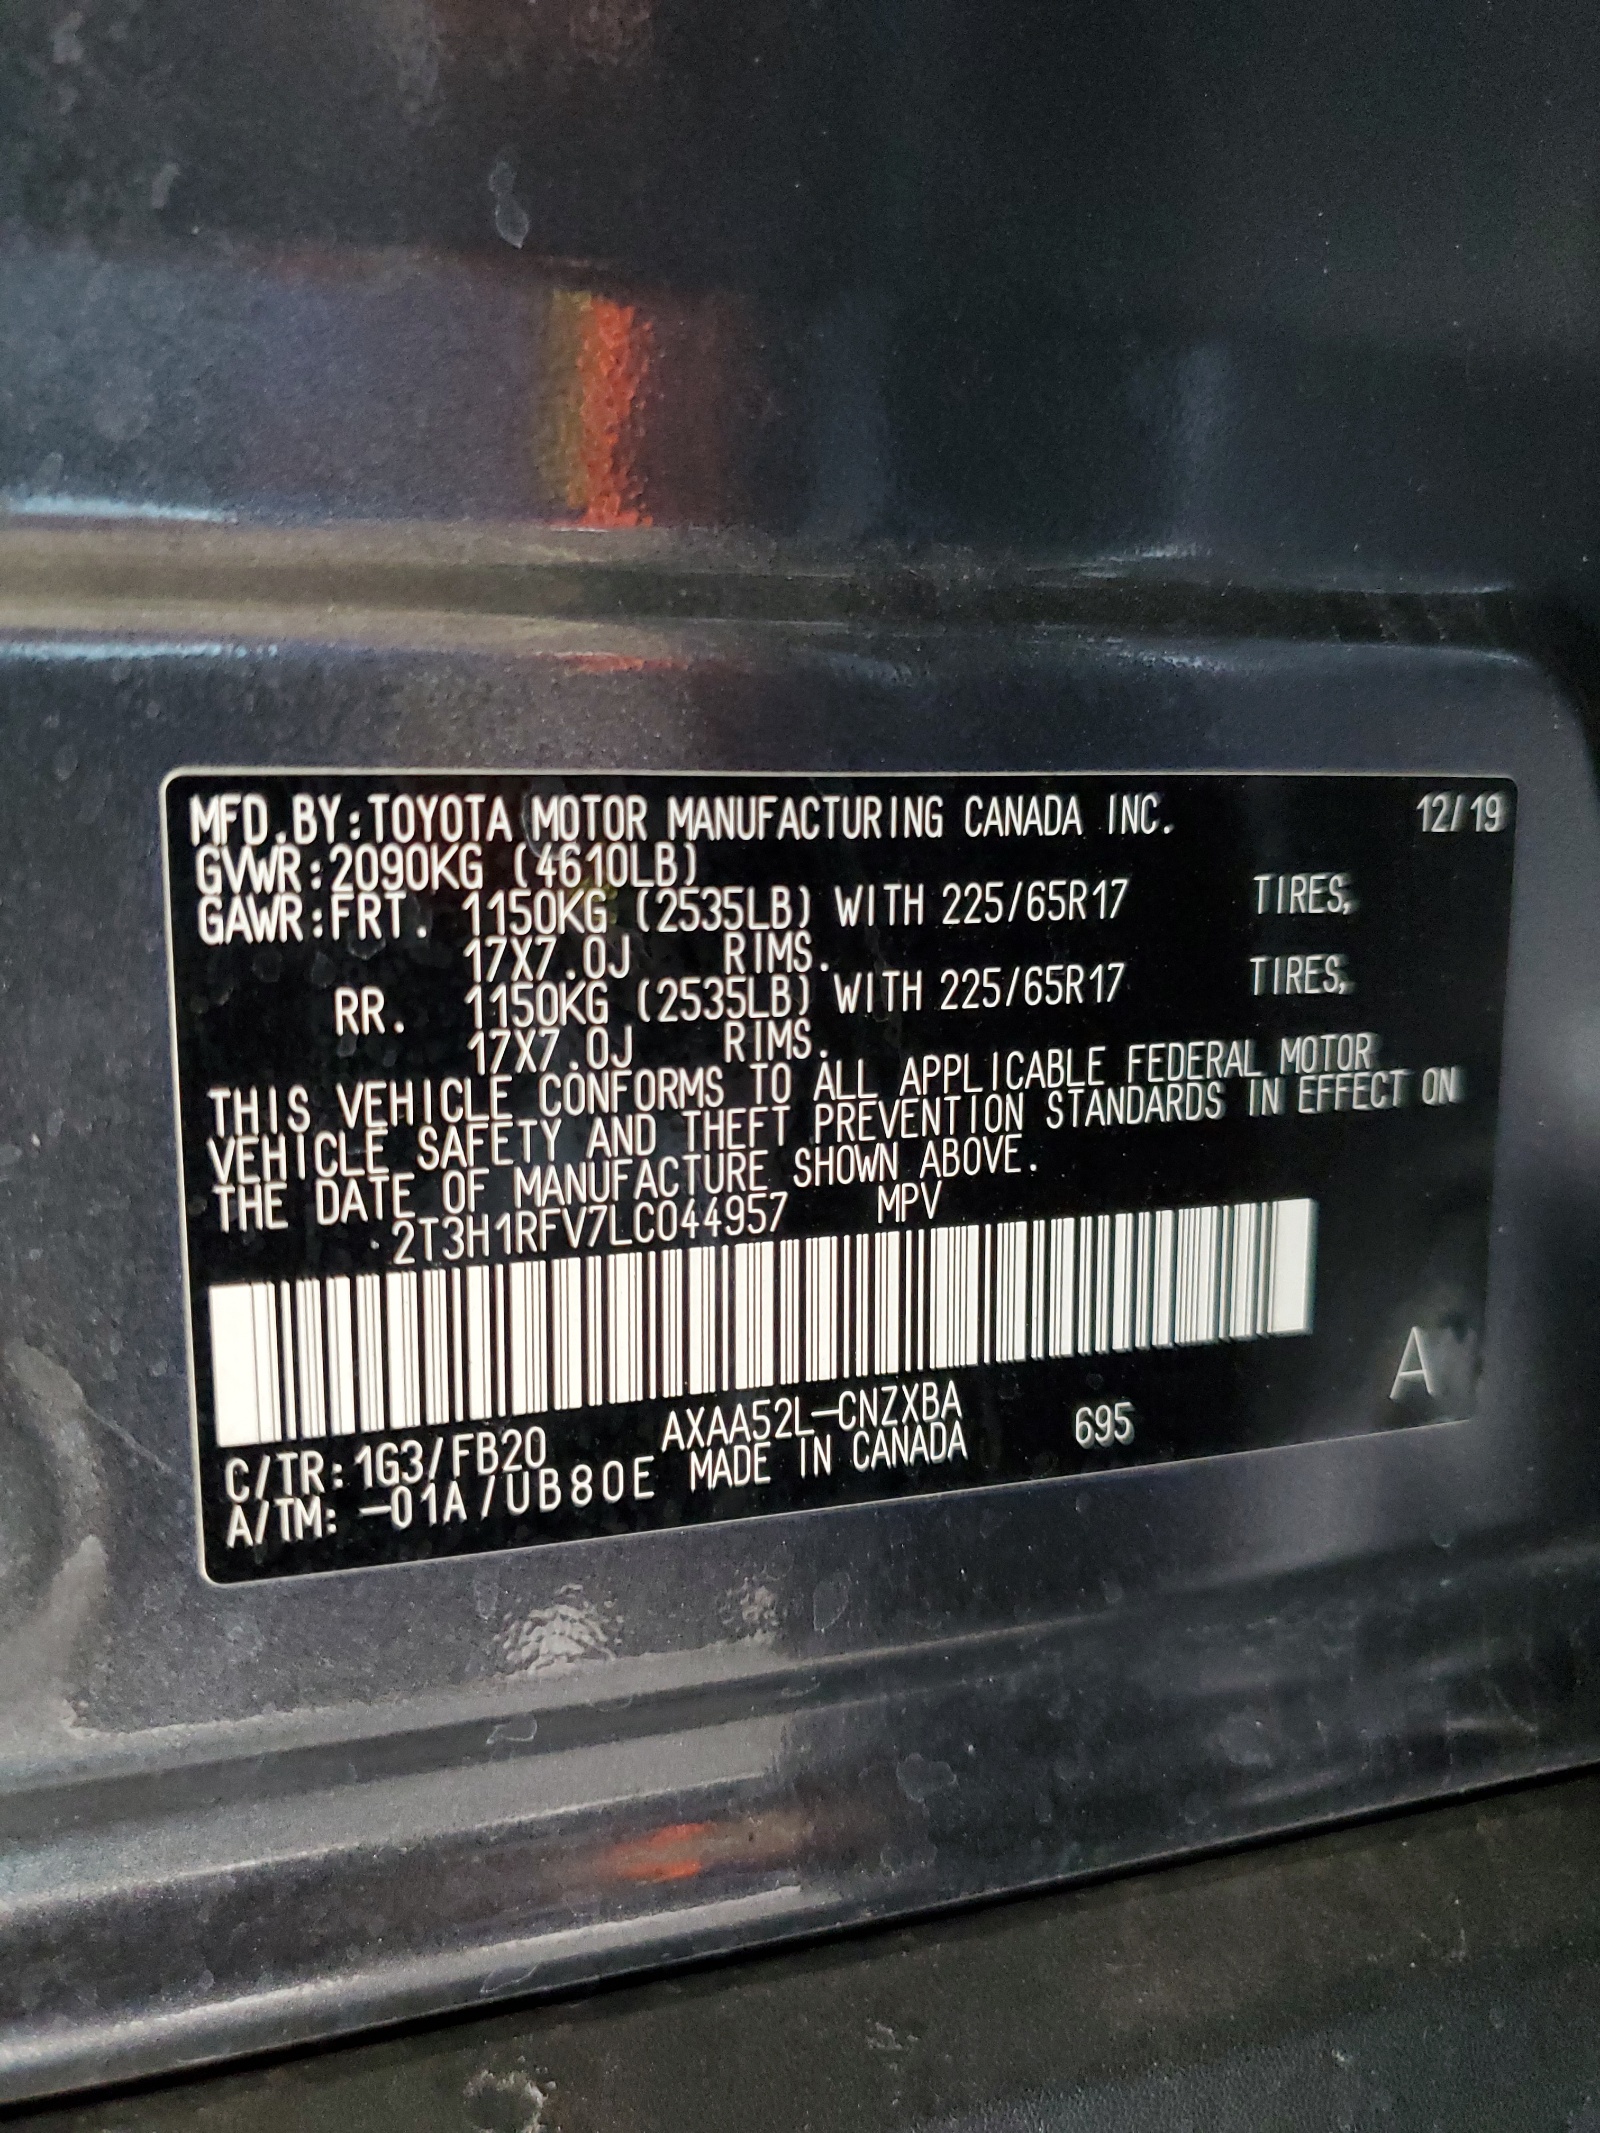 MFD.BY:TOYOTA MOTOR MANUFACTURING CANADA INC. 12/19
GVWR:2090KG (4610LB)
GAWR:FRT. 1150KG (2535LB) WITH 225/65R17 TIRES,
17X7.0J RIMS.
RR. 1150KG (2535LB) WITH 225/65R17 TIRES,
17X7.0J RIMS.
THIS VEHICLE CONFORMS TO ALL APPLICABLE FEDERAL MOTOR
VEHICLE SAFETY AND THEFT PREVENTION STANDARDS IN EFFECT ON
THE DATE OF MANUFACTURE SHOWN ABOVE.
2T3H1RFV7LC044957 MPV
A
C/TR:1G3/FB20 AXAA52L-CNZXBA 695
A/TM: -01A/UB80E MADE IN CANADA